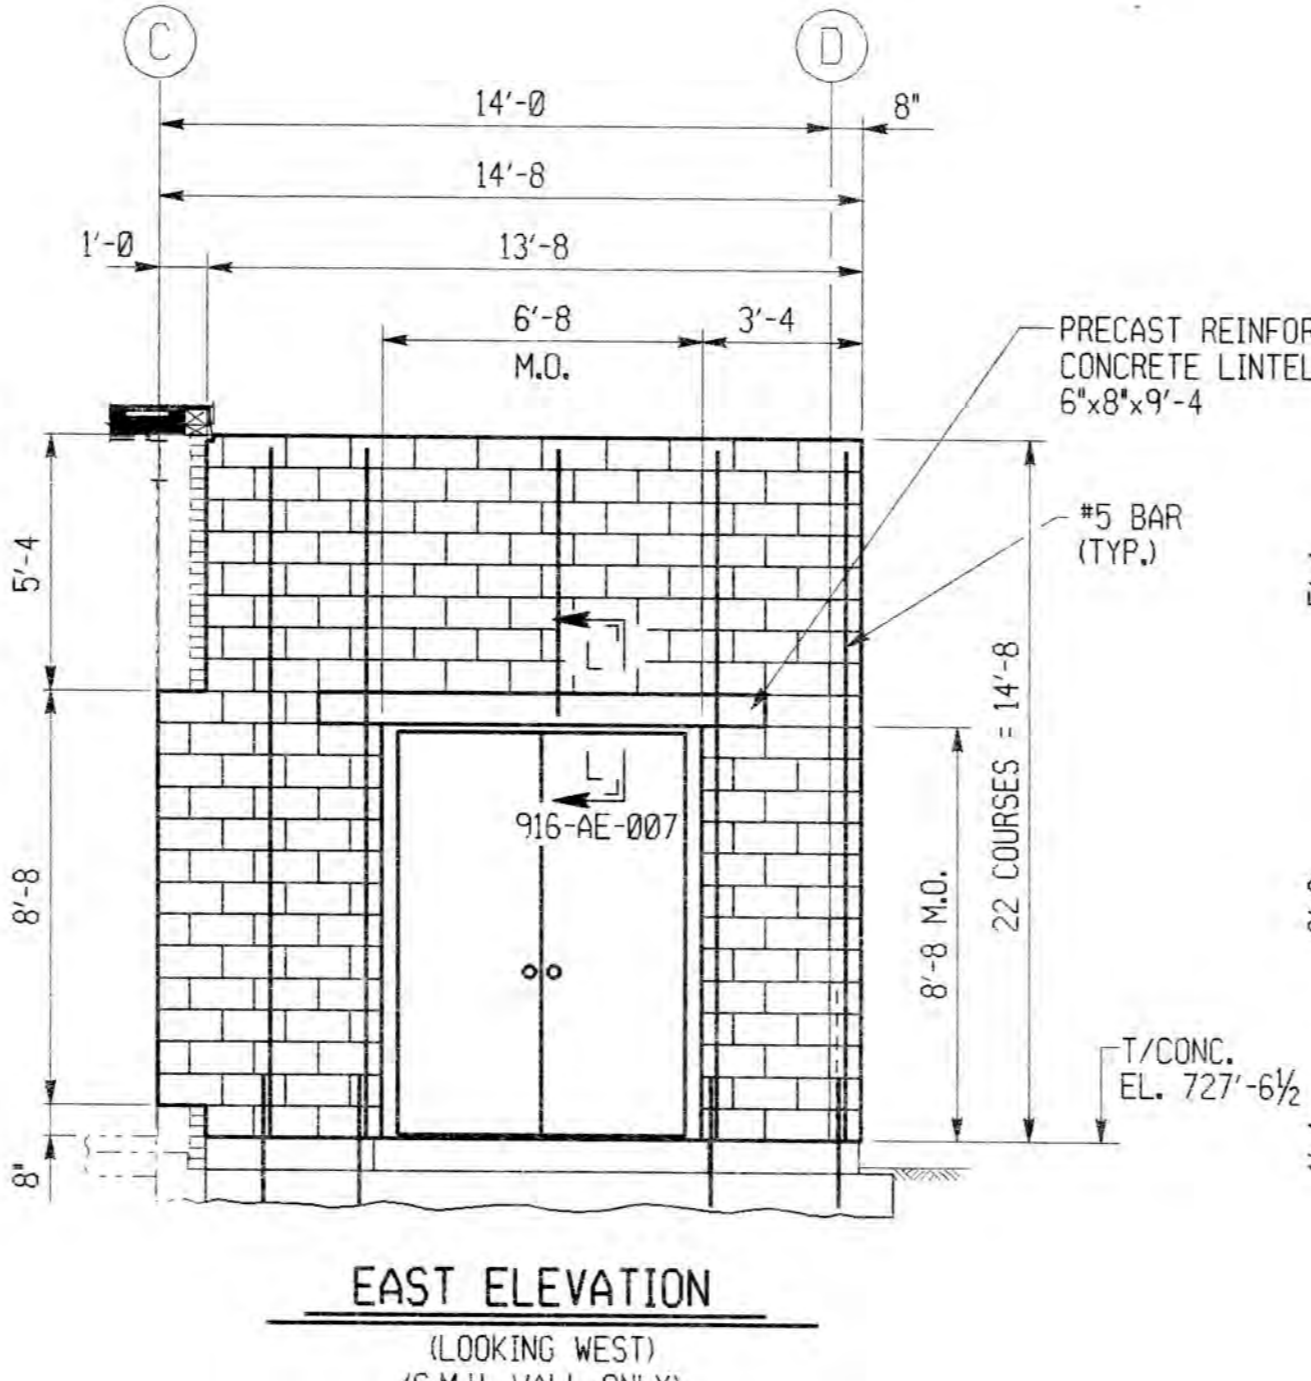 C
D
14'-0
8"
14'-8
1'-0
13'-8
6'-8
M.O.
3'-4
PRECAST REINFOR
CONCRETE LINTEL
6"x8"x9'-4
#5 BAR
(TYP.)
5'-4
8'-8
8"
916-AE-007
8'-8 M.O.
22 COURSES = 14'-8
T/CONC.
EL. 727'-6½
EAST ELEVATION
(LOOKING WEST)